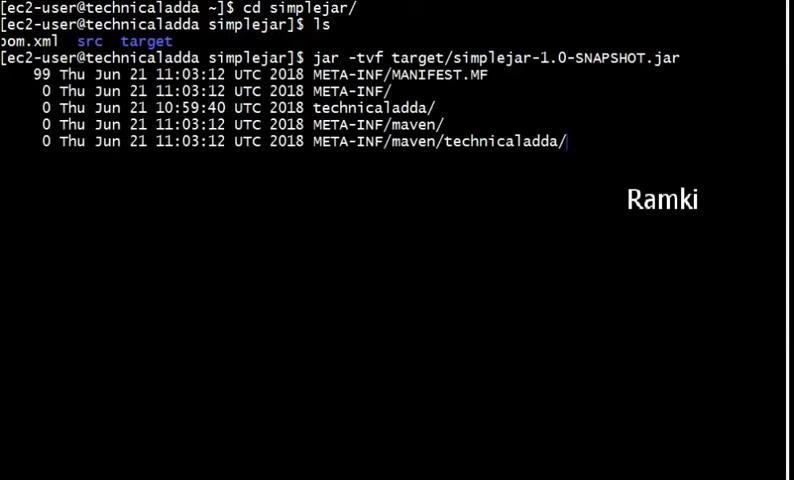 [ec2-user@technicaladda ~]$ cd simplejar/
[ec2-user@technicaladda simplejar]$ ls
pom.xml  src  target
[ec2-user@technicaladda simplejar]$ jar -tvf target/simplejar-1.0-SNAPSHOT.jar
    99 Thu Jun 21 11:03:12 UTC 2018 META-INF/MANIFEST.MF
     0 Thu Jun 21 11:03:12 UTC 2018 META-INF/
     0 Thu Jun 21 10:59:40 UTC 2018 technicaladda/
     0 Thu Jun 21 11:03:12 UTC 2018 META-INF/maven/
     0 Thu Jun 21 11:03:12 UTC 2018 META-INF/maven/technicaladda/
Ramki